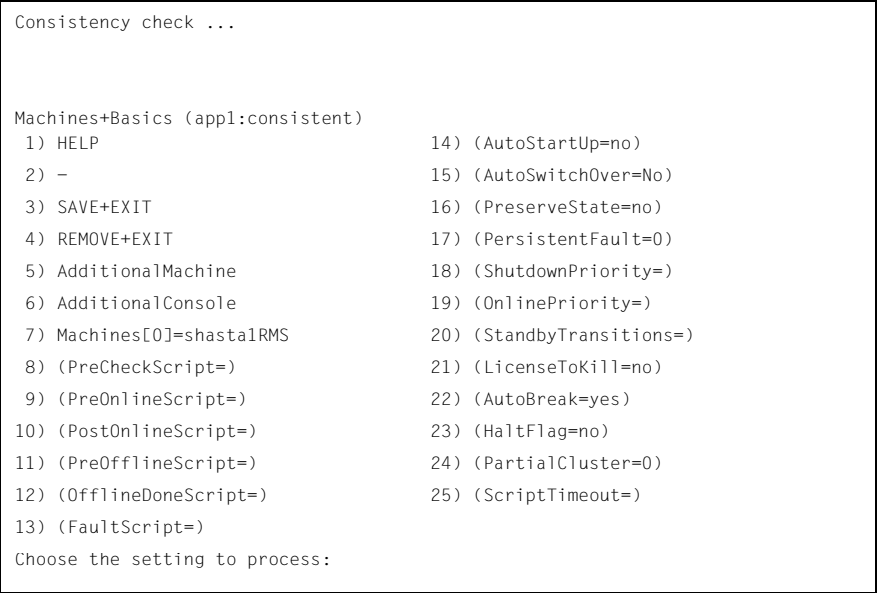 Consistency check ...
Machines+Basics (app1:consistent)
1) HELP
2) -
3) SAVE+EXIT
4) REMOVE+EXIT
5) AdditionalMachine
6) AdditionalConsole
7) Machines[0]=shasta1RMS
8) (PreCheckScript=)
9) (PreOnlineScript=)
10) (PostOnlineScript=)
11) (PreOfflineScript=)
12) (OfflineDoneScript=)
13) (FaultScript=)
14) (AutoStartUp=no)
15) (AutoSwitchOver=No)
16) (PreserveState=no)
17) (PersistentFault=0)
18) (ShutdownPriority=)
19) (OnlinePriority=)
20) (StandbyTransitions=)
21) (LicenseToKill=no)
22) (AutoBreak=yes)
23) (HaltFlag=no)
24) (PartialCluster=0)
25) (ScriptTimeout=)
Choose the setting to process: